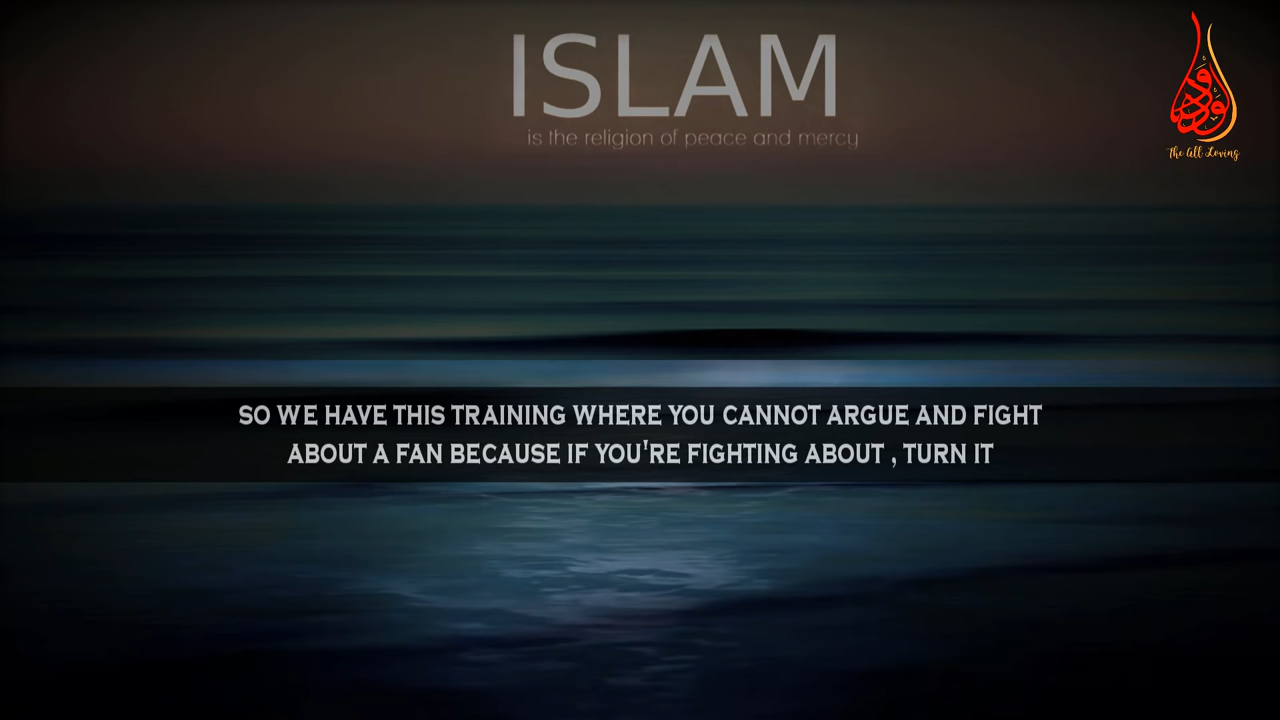 ISLAM
is the religion of peace and mercy
الودود
The All Loving
SO WE HAVE THIS TRAINING WHERE YOU CANNOT ARGUE AND FIGHT
ABOUT A FAN BECAUSE IF YOU'RE FIGHTING ABOUT , TURN IT